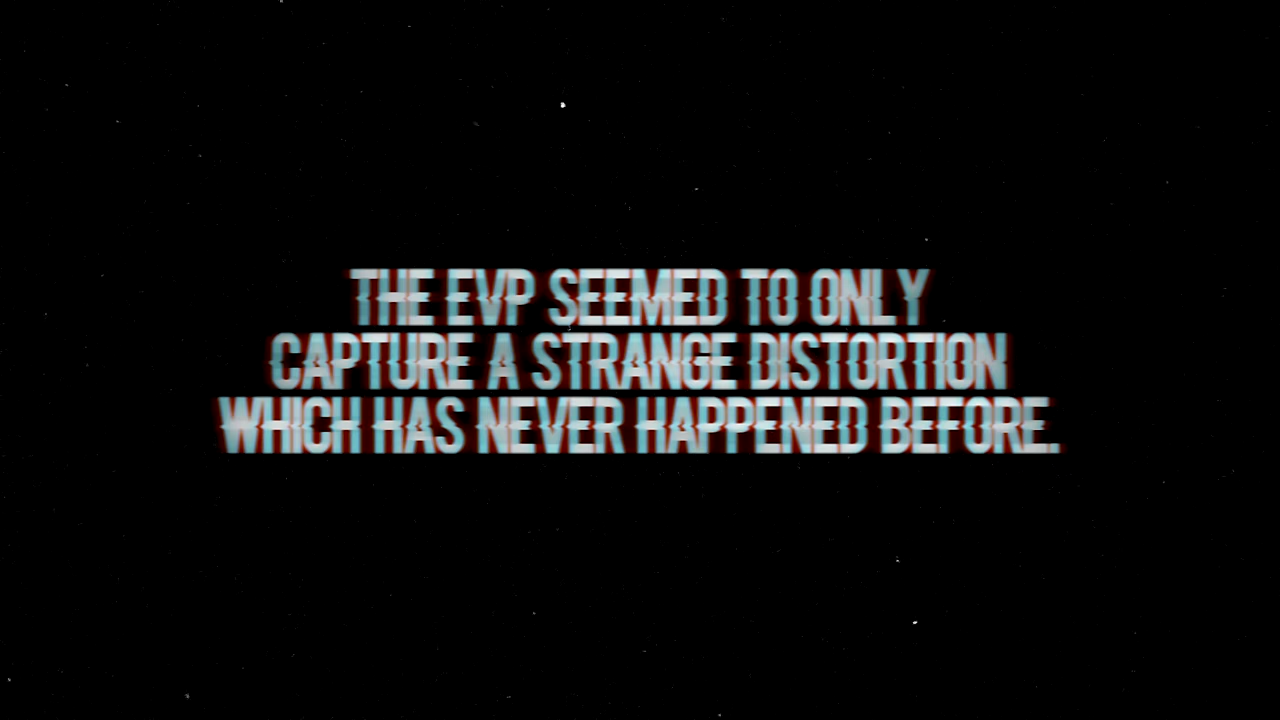 THE EVP SEEMED TO ONLY
CAPTURE A STRANGE DISTORTION
WHICH HAS NEVER HAPPENED BEFORE.